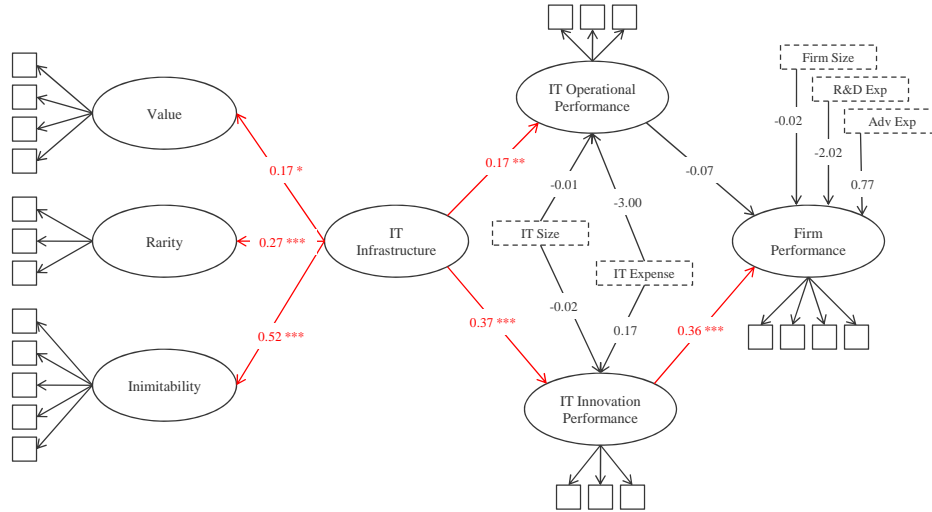 Firm Size
IT Operational
Performance
R&D Exp
Value
Adv Exp
-0.02
-2.02
0.17 *
0.17 **
-0.07
0.77
-0.01
-3.00
IT Size
Rarity
0.27 ***
IT
Infrastructure
Firm
Performance
IT Expense
-0.02
0.37 ***
0.17
0.36 ***
0.52 ***
Inimitability
IT Innovation
Performance